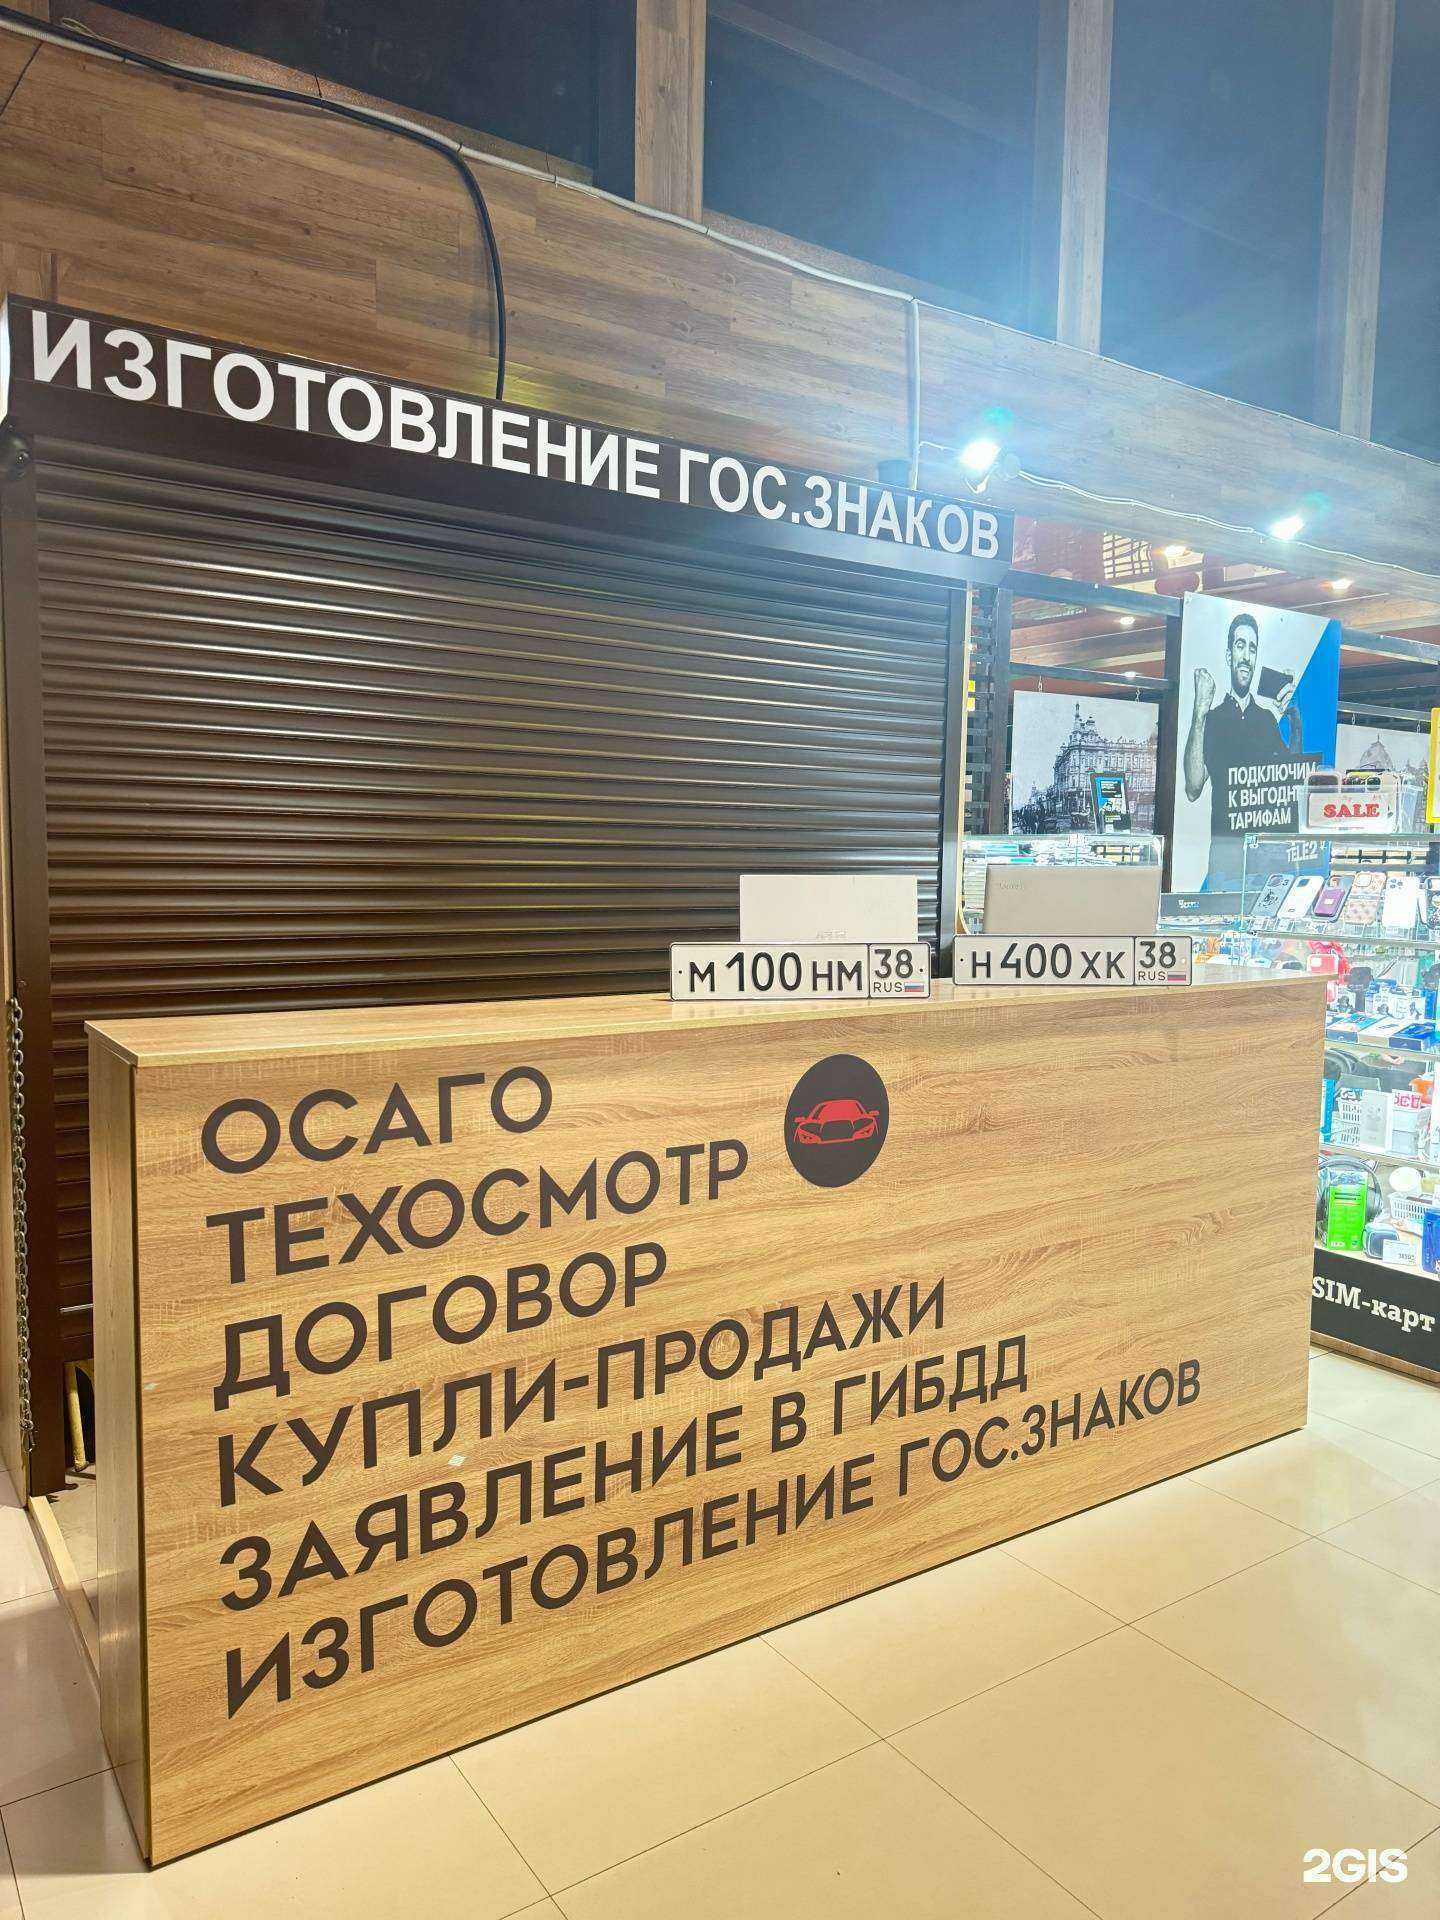 ИЗГОТОВЛЕНИЕ ГОС.ЗНАКОВ
ПОДКЛЮЧИМ
К ВЫГОДН
ТАРИФАМ
TELE2
SALE
М 100 НМ 38
RUS
Н 400 ХК 38
RUS
ОСАГО
ТЕХОСМОТР
ДОГОВОР
КУПЛИ-ПРОДАЖИ
ЗАЯВЛЕНИЕ В ГИБДД
ИЗГОТОВЛЕНИЕ ГОС.ЗНАКОВ
SIM-карт
2GIS